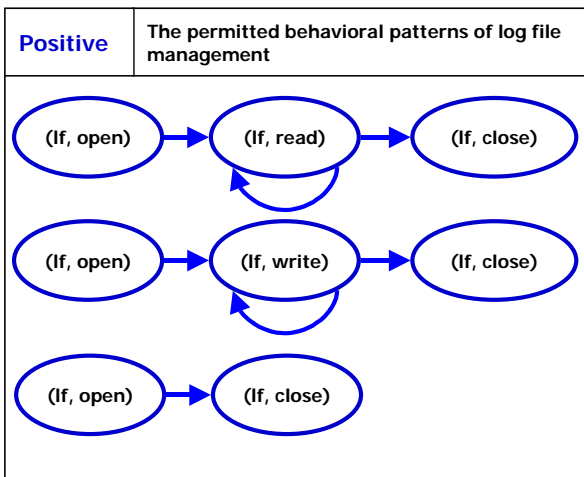 Positive
The permitted behavioral patterns of log file
management
(lf, open)
(lf, read)
(lf, close)
(lf, open)
(lf, write)
(lf, close)
(lf, open)
(lf, close)